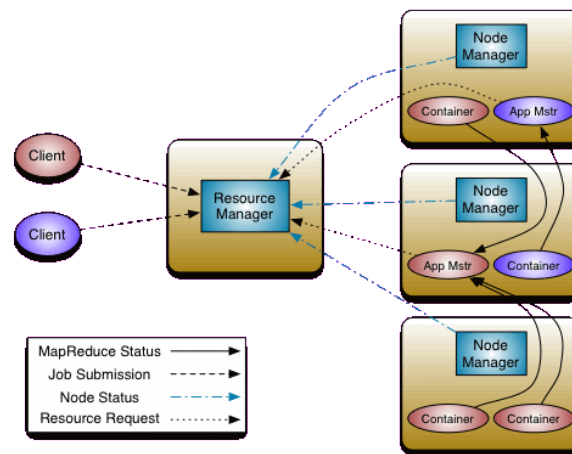 Node
Manager
Container
App Mstr
Client
Resource
Manager
Node
Manager
Client
App Mstr
Container
Node
Manager
MapReduce Status
Job Submission
Node Status
Resource Request
Container
Container